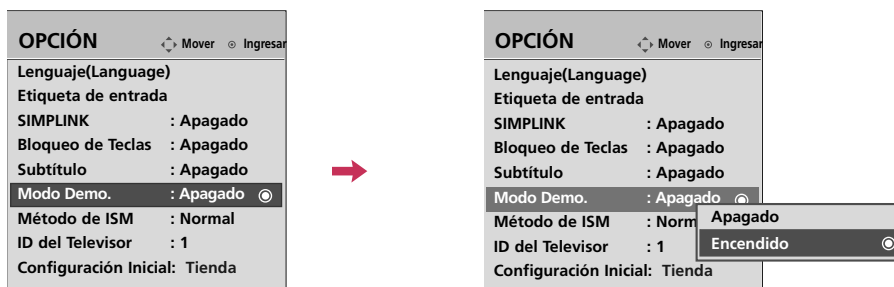 OPCIÓN Mover Ingresar
Lenguaje(Language)
Etiqueta de entrada
SIMPLINK : Apagado
Bloqueo de Teclas : Apagado
Subtítulo : Apagado
Modo Demo. : Apagado
Método de ISM : Normal
ID del Televisor : 1
Configuración Inicial: Tienda
OPCIÓN Mover Ingresar
Lenguaje(Language)
Etiqueta de entrada
SIMPLINK : Apagado
Bloqueo de Teclas : Apagado
Subtítulo : Apagado
Modo Demo. : Apagado
Método de ISM : Norm
ID del Televisor : 1
Configuración Inicial: Tienda
Apagado
Encendido